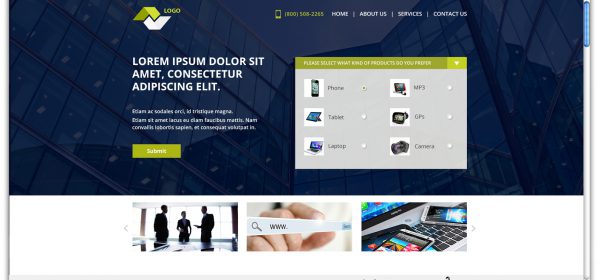 LOGO
(800) 508-2265 HOME | ABOUT US | SERVICES | CONTACT US
LOREM IPSUM DOLOR SIT
AMET, CONSECTETUR
ADIPISCING ELIT.
Etiam ac sodales orci, id tristique magna.
Etiam sit amet lacus eu diam faucibus mattis. Nam
convallis lobortis sapien, et consequat volutpat in.
Submit
PLEASE SELECT WHAT KIND OF PRODUCTS DO YOU PREFER
Phone MP3
Tablet GPs
Laptop Camera
WWW.